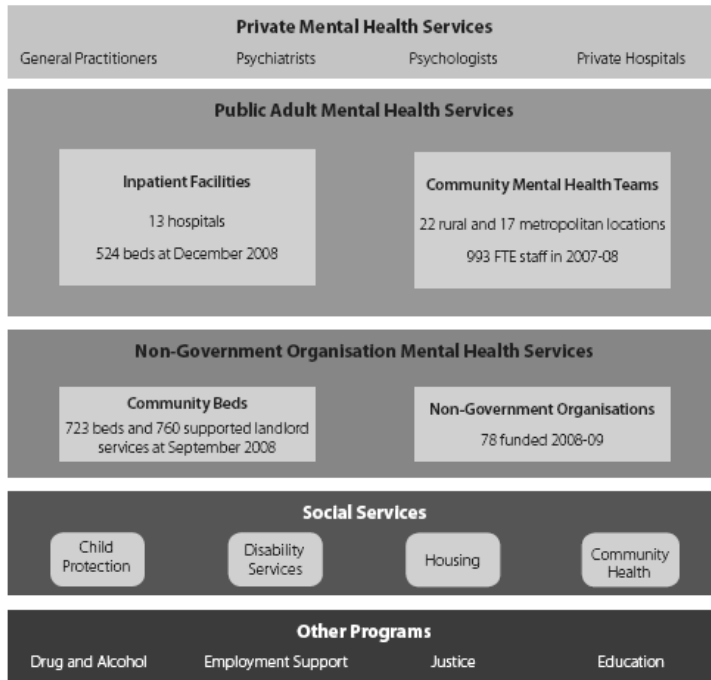 Private Mental Health Services
General Practitioners Psychiatrists Psychologists Private Hospitals
Public Adult Mental Health Services
Inpatient Facilities
13 hospitals
524 beds at December 2008
Community Mental Health Teams
22 rural and 17 metropolitan locations
993 FTE staff in 2007-08
Non-Government Organisation Mental Health Services
Community Beds
723 beds and 760 supported landlord
services at September 2008
Non-Government Organisations
78 funded 2008-09
Social Services
Child
Protection
Disability
Services
Housing
Community
Health
Other Programs
Drug and Alcohol Employment Support Justice Education